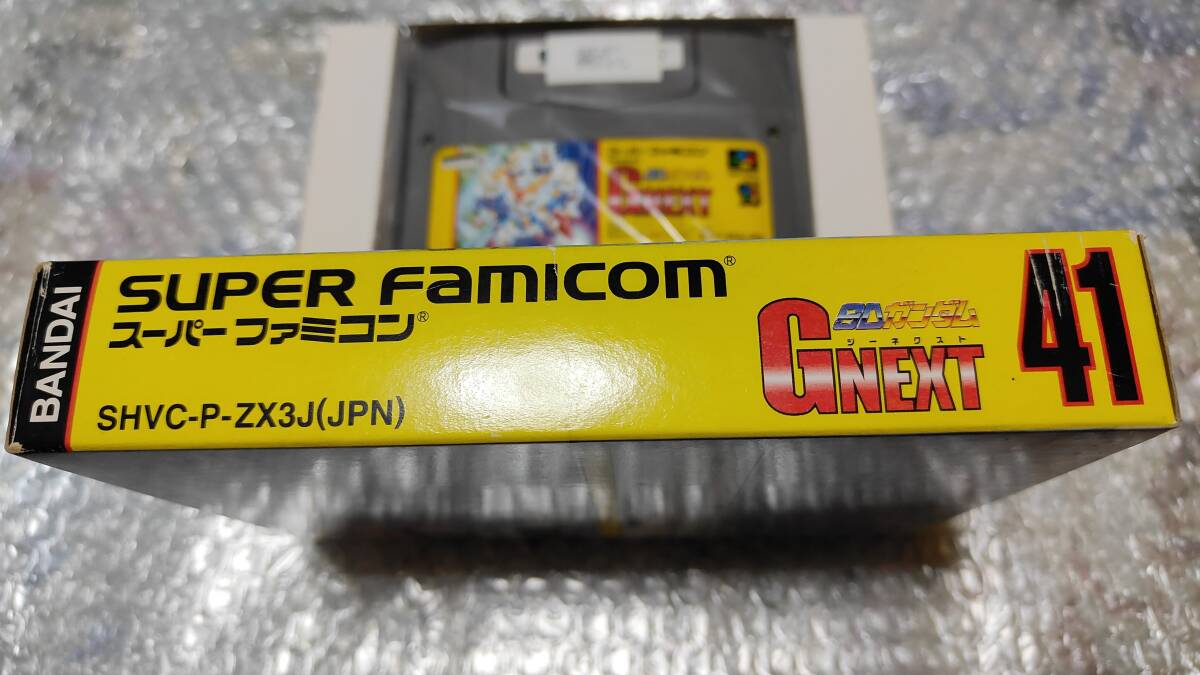 GNEXT
BANDAI
SUPER FAMICOM®
スーパーファミコン®
SHVC-P-ZX3J(JPN)
SDガンダム
ジーネクスト
GNEXT
41